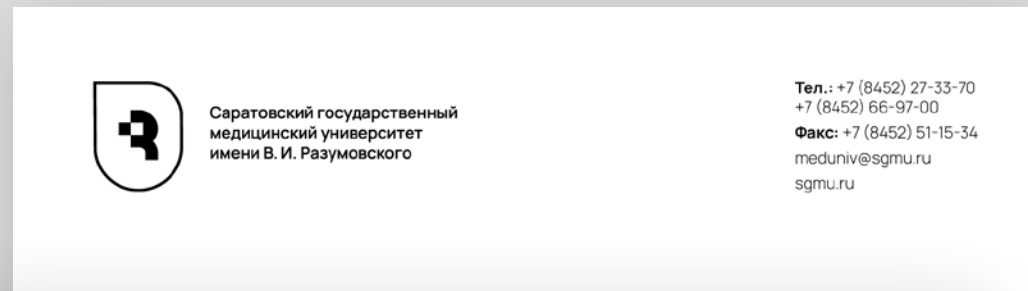 Саратовский государственный
медицинский университет
имени В. И. Разумовского
Тел.: +7 (8452) 27-33-70
+7 (8452) 66-97-00
Факс: +7 (8452) 51-15-34
meduniv@sgmu.ru
sgmu.ru